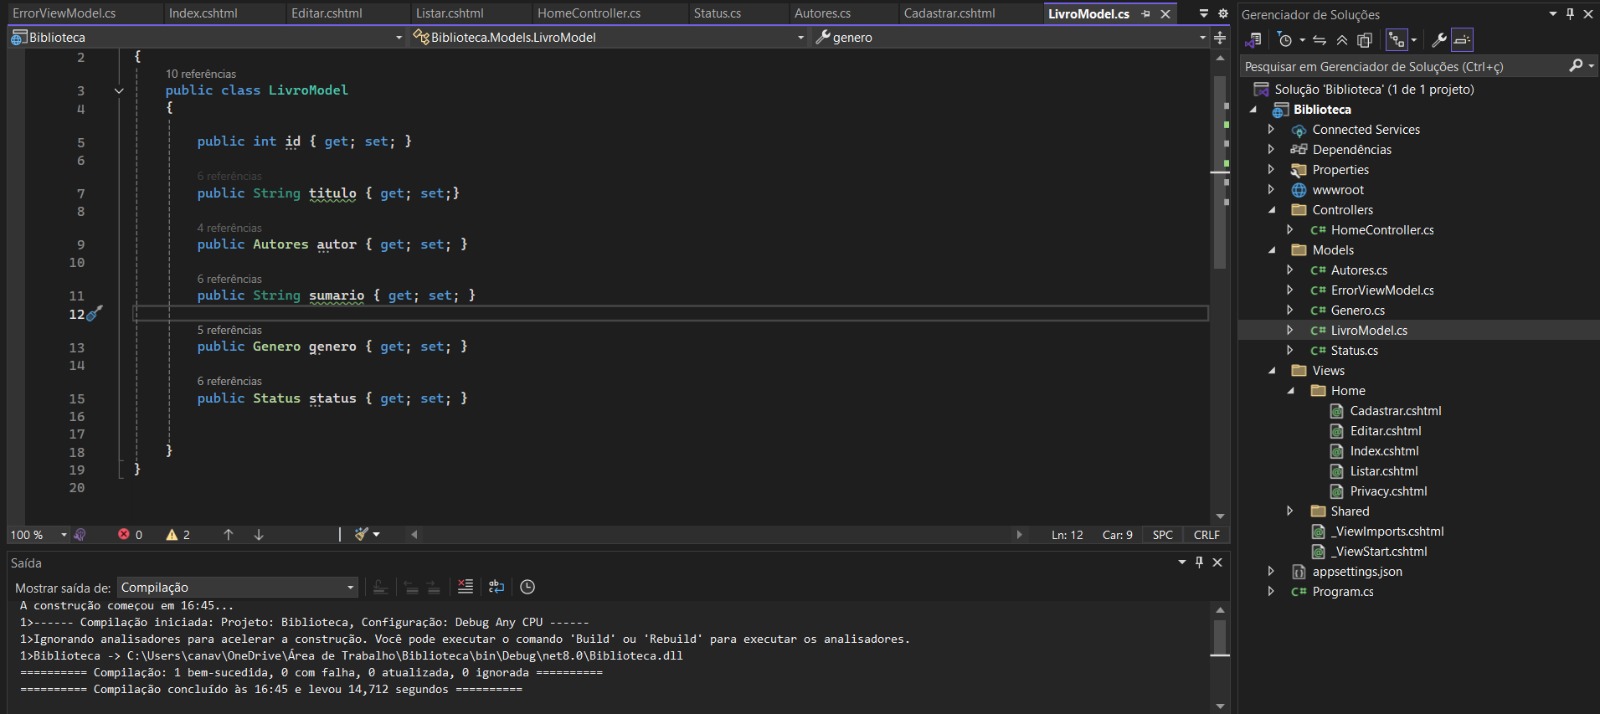 ErrorViewModel.cs Index.cshtml Editar.cshtml Listar.cshtml HomeController.cs Status.cs Autores.cs Cadastrar.cshtml LivroModel.cs
Biblioteca Biblioteca.Models.LivroModel genero
2 {
10 referências
3 public class LivroModel
4 {
5 public int id { get; set; }
6
6 referências
7 public String titulo { get; set;}
8
4 referências
9 public Autores autor { get; set; }
10
6 referências
11 public String sumario { get; set; }
12
5 referências
13 public Genero genero { get; set; }
14
6 referências
15 public Status status { get; set; }
16
17
18 }
19 }
20
100 % 0 2 Ln: 12 Car: 9 SPC CRLF
Saída
Mostrar saída de: Compilação
A construção começou em 16:45...
1>------ Compilação iniciada: Projeto: Biblioteca, Configuração: Debug Any CPU ------
1>Ignorando analisadores para acelerar a construção. Você pode executar o comando 'Build' ou 'Rebuild' para executar os analisadores.
1>Biblioteca -> C:\Users\canav\OneDrive\Área de Trabalho\Biblioteca\bin\Debug\net8.0\Biblioteca.dll
========== Compilação: 1 bem-sucedida, 0 com falha, 0 atualizada, 0 ignorada ==========
========== Compilação concluído às 16:45 e levou 14,712 segundos ==========
Gerenciador de Soluções
Pesquisar em Gerenciador de Soluções (Ctrl+ç)
Solução 'Biblioteca' (1 de 1 projeto)
Biblioteca
Connected Services
Dependências
Properties
wwwroot
Controllers
C# HomeController.cs
Models
C# Autores.cs
C# ErrorViewModel.cs
C# Genero.cs
C# LivroModel.cs
C# Status.cs
Views
Home
Cadastrar.cshtml
Editar.cshtml
Index.cshtml
Listar.cshtml
Privacy.cshtml
Shared
_ViewImports.cshtml
_ViewStart.cshtml
appsettings.json
C# Program.cs